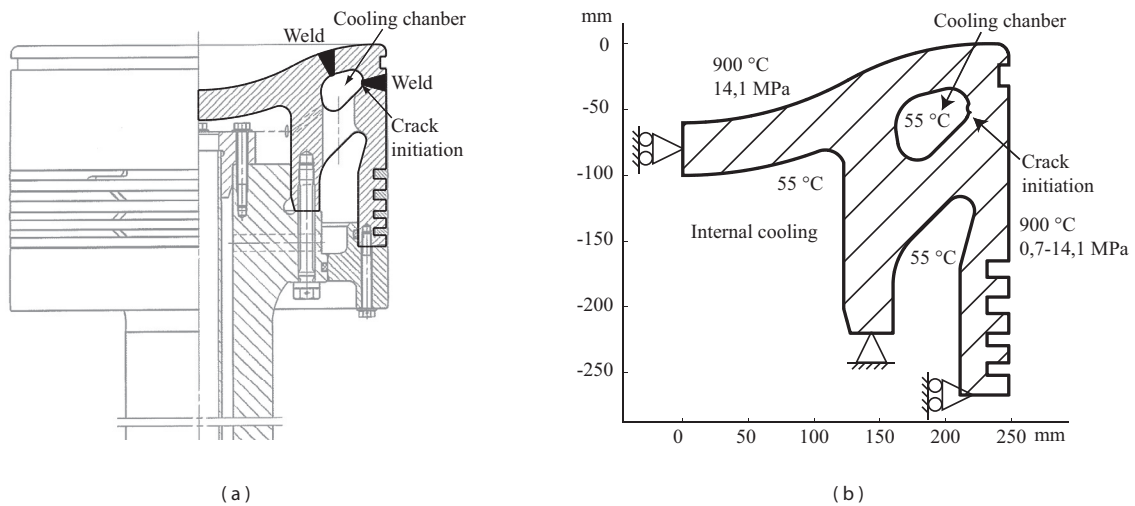 Cooling chanber
Weld
Weld
Crack
initiation
(a)
mm
0
-50
-100
-150
-200
-250
0
50
100
150
200
250
mm
Cooling chanber
900 °C
14,1 MPa
55 °C
55 °C
Crack
initiation
Internal cooling
900 °C
0,7-14,1 MPa
55 °C
(b)